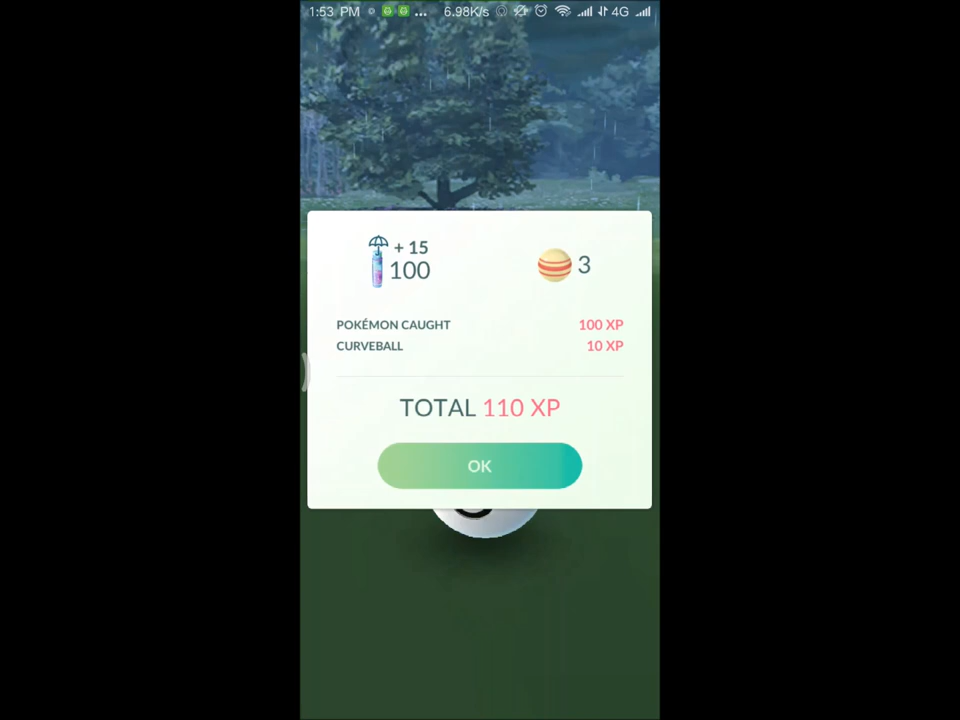 1:53 PM ... 6.98K/s 4G
+ 15
100
3
POKÉMON CAUGHT 100 XP
CURVEBALL 10 XP
TOTAL 110 XP
OK